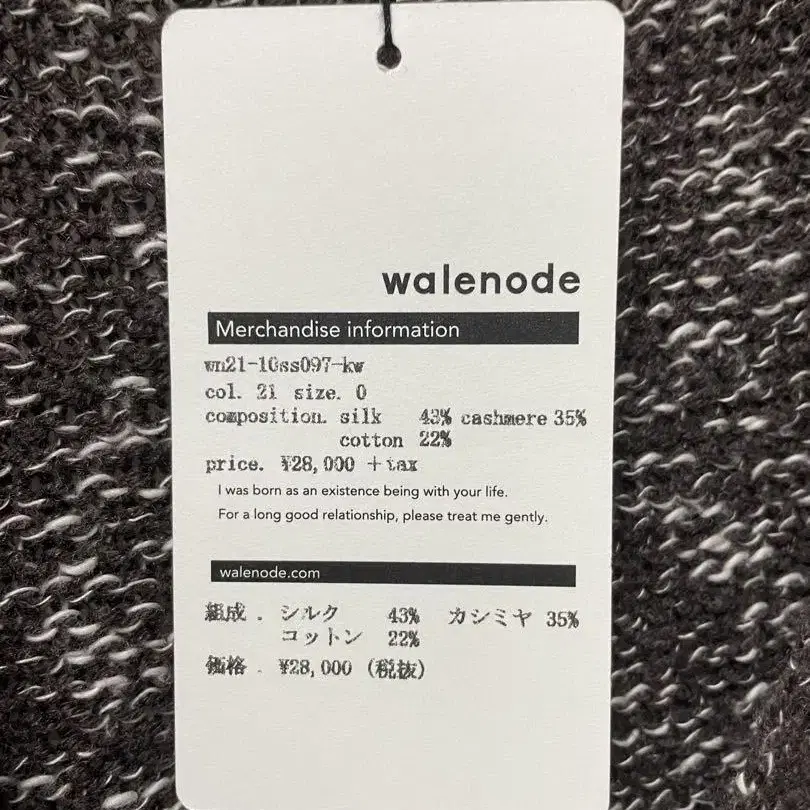 walenode
Merchandise information
wn21-10ss097-kw
col. 21 size. 0
composition. silk 43% cashmere 35%
cotton 22%
price. ¥28,000 +tax
I was born as an existence being with your life.
For a long good relationship, please treat me gently.
walenode.com
組成 . シルク 43% カシミヤ 35%
コットン 22%
価格 . ¥28,000 (税抜)